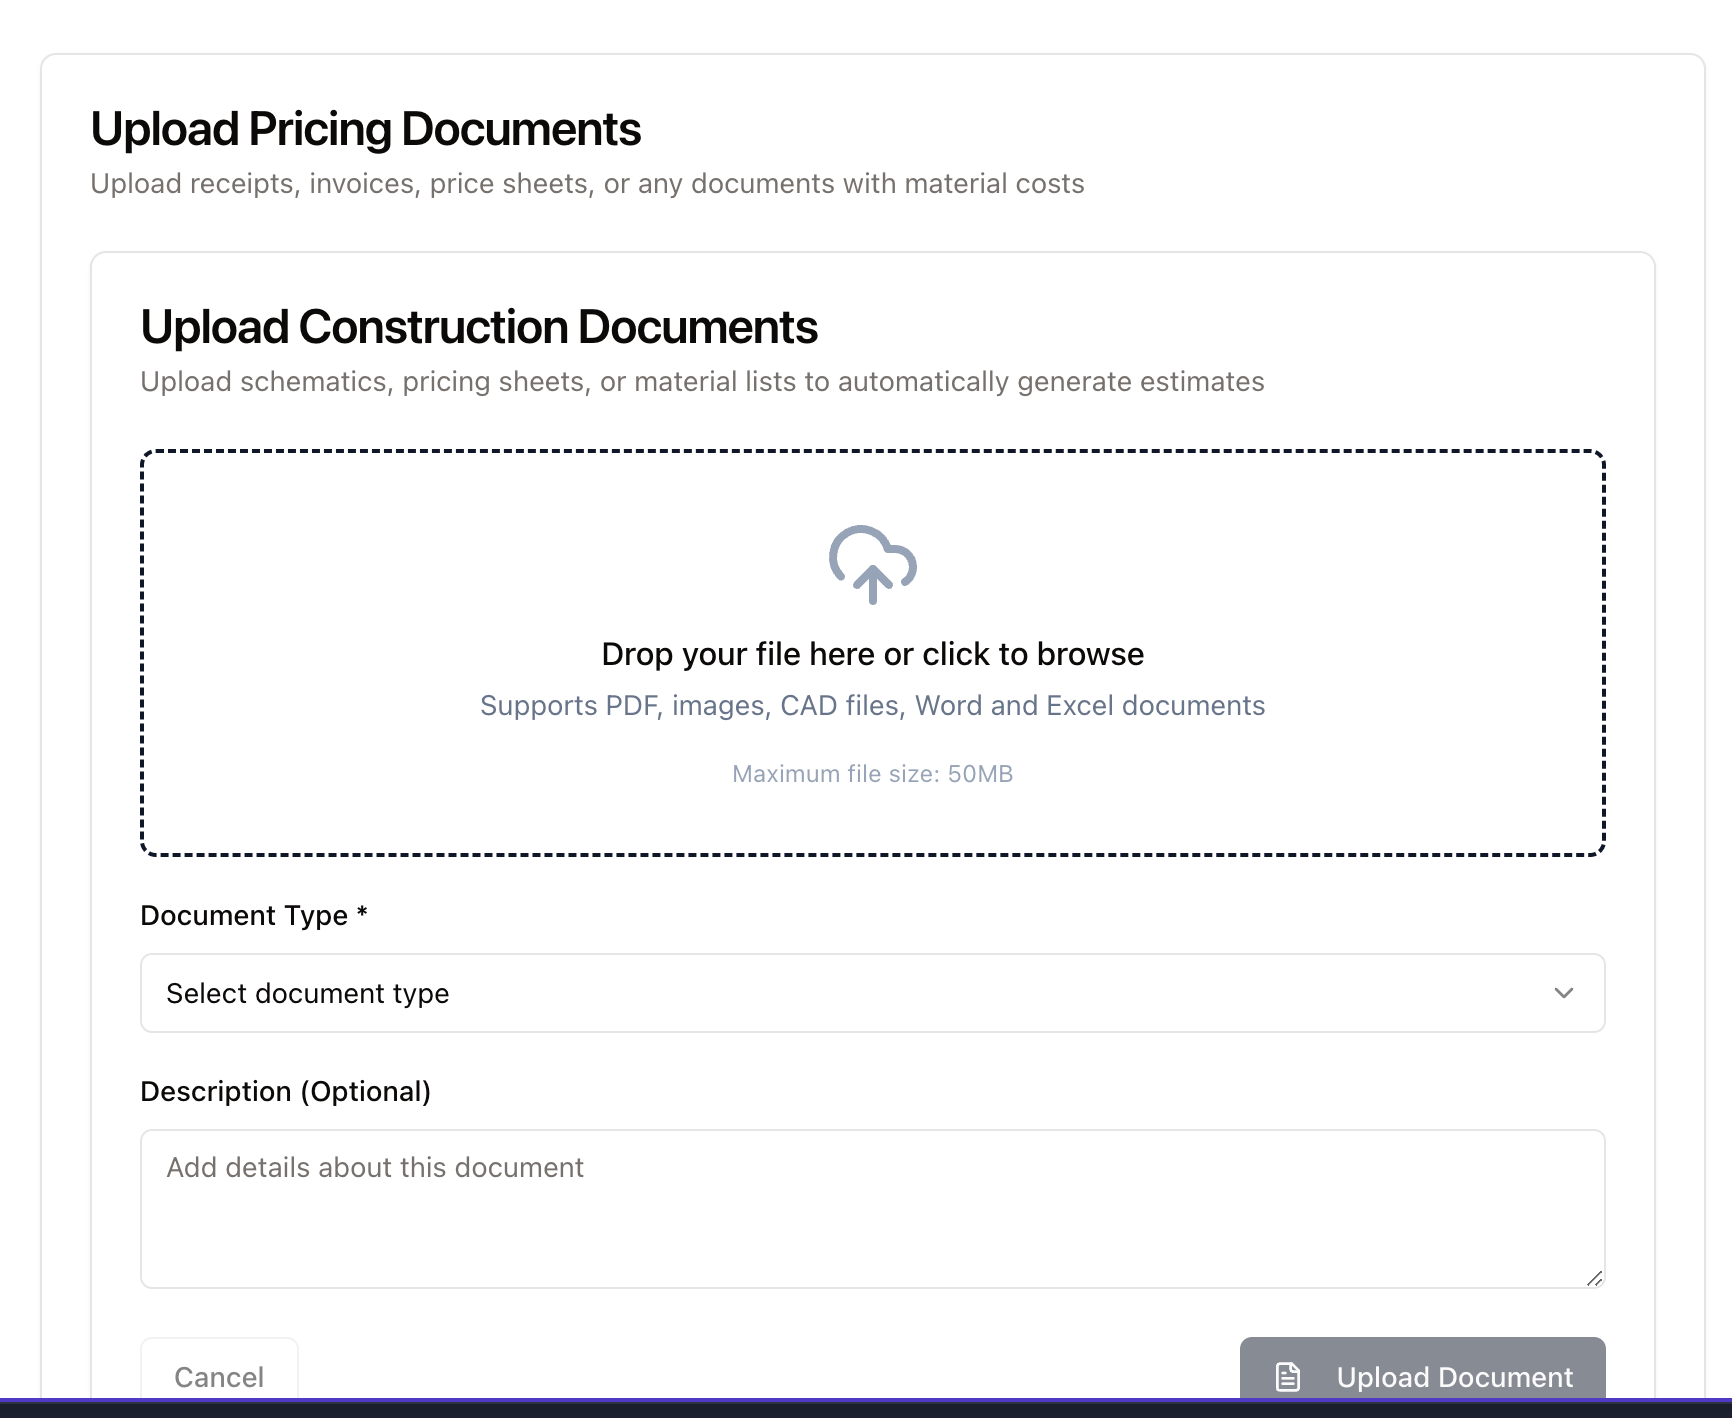 Upload Pricing Documents
Upload receipts, invoices, price sheets, or any documents with material costs
Upload Construction Documents
Upload schematics, pricing sheets, or material lists to automatically generate estimates
Drop your file here or click to browse
Supports PDF, images, CAD files, Word and Excel documents
Maximum file size: 50MB
Document Type *
Select document type
Description (Optional)
Add details about this document
Cancel
Upload Document